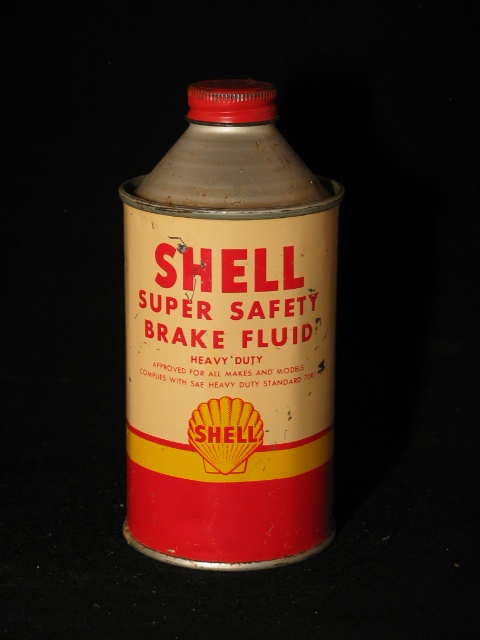 SHELL
SUPER SAFETY
BRAKE FLUID
HEAVY DUTY
APPROVED FOR ALL MAKES AND MODELS
COMPLIES WITH SAE HEAVY DUTY STANDARD
SHELL